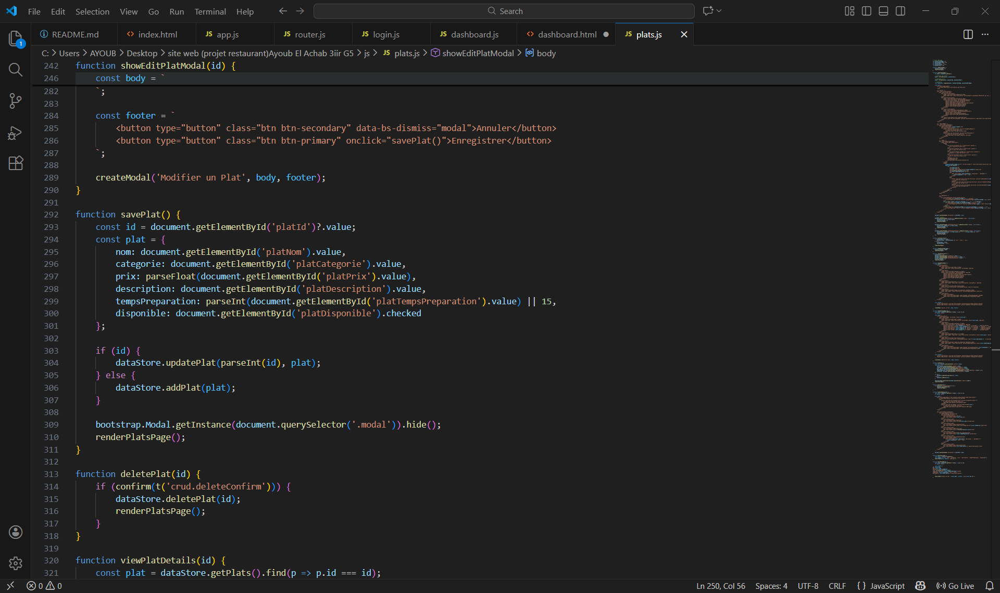 File Edit Selection View Go Run Terminal Help
Search
README.md index.html JS app.js JS router.js JS login.js JS dashboard.js dashboard.html JS plats.js
C: > Users > AYOUB > Desktop > site web (projet restaurant)Ayoub El Achab 3iir G5 > js > JS plats.js > showEditPlatModal > body
1
242 function showEditPlatModal(id) {
246     const body = `
282     `;
283
284     const footer = `
285         <button type="button" class="btn btn-secondary" data-bs-dismiss="modal">Annuler</button>
286         <button type="button" class="btn btn-primary" onclick="savePlat()">Enregistrer</button>
287     `;
288
289     createModal('Modifier un Plat', body, footer);
290 }
291
292 function savePlat() {
293     const id = document.getElementById('platId')?.value;
294     const plat = {
295         nom: document.getElementById('platNom').value,
296         categorie: document.getElementById('platCategorie').value,
297         prix: parseFloat(document.getElementById('platPrix').value),
298         description: document.getElementById('platDescription').value,
299         tempsPreparation: parseInt(document.getElementById('platTempsPreparation').value) || 15,
300         disponible: document.getElementById('platDisponible').checked
301     };
302
303     if (id) {
304         dataStore.updatePlat(parseInt(id), plat);
305     } else {
306         dataStore.addPlat(plat);
307     }
308
309     bootstrap.Modal.getInstance(document.querySelector('.modal')).hide();
310     renderPlatsPage();
311 }
312
313 function deletePlat(id) {
314     if (confirm(t('crud.deleteConfirm'))) {
315         dataStore.deletePlat(id);
316         renderPlatsPage();
317     }
318 }
319
320 function viewPlatDetails(id) {
321     const plat = dataStore.getPlats().find(p => p.id === id);
0 0 Ln 250, Col 56 Spaces: 4 UTF-8 CRLF {} JavaScript Go Live